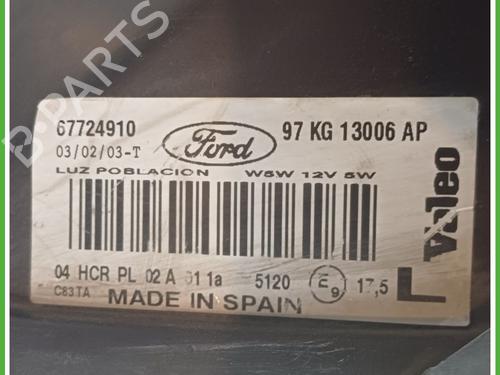 B-PARTS
67724910
03/02/03-T
Ford
97 KG 13006 AP
LUZ POBLACION W5W 12V 5W
Valeo
L
04 HCR PL 02 A 01 1a 5120 E9 17,5
C83TA
MADE IN SPAIN